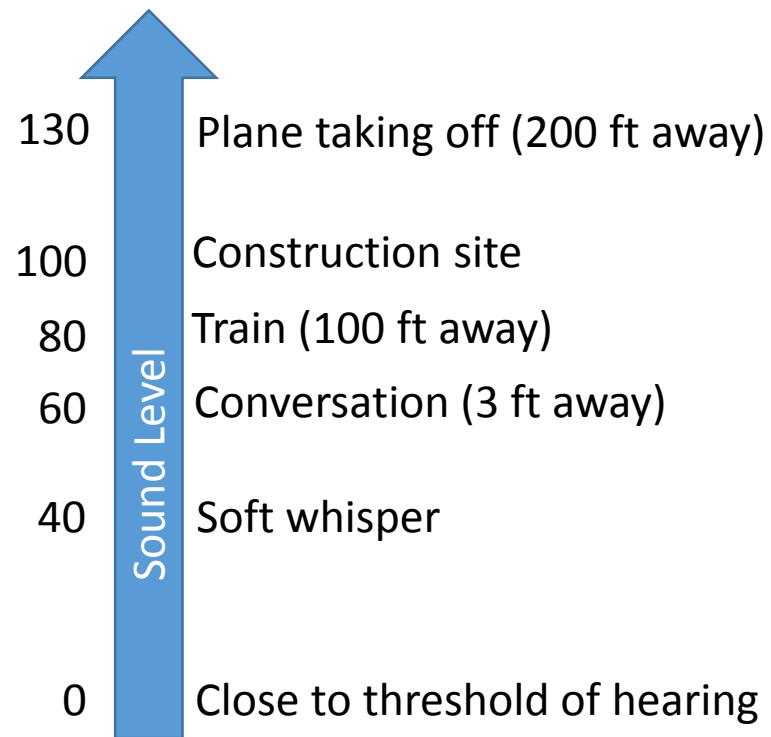 130 Plane taking off (200 ft away)
100 Construction site
80 Train (100 ft away)
60 Conversation (3 ft away)
40 Soft whisper
0 Close to threshold of hearing
Sound Level